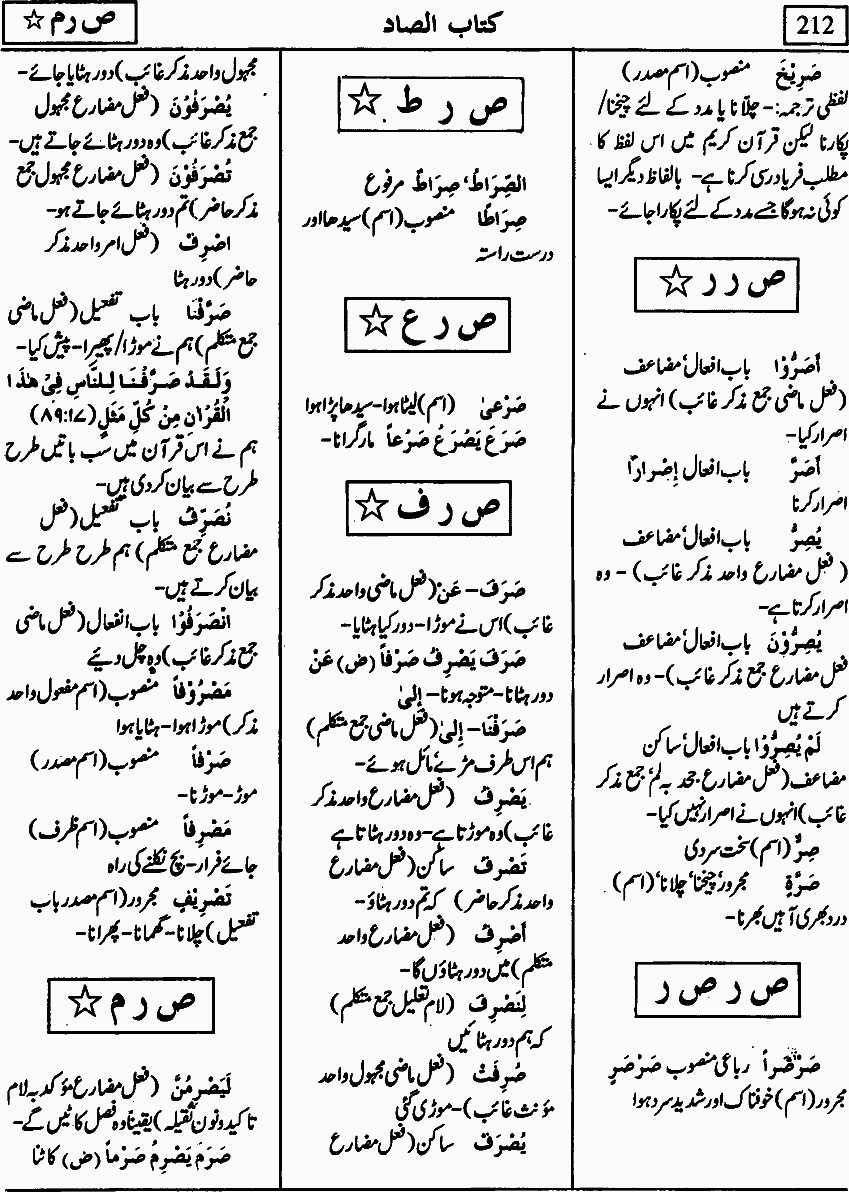 212
کتاب الصاد
ص ر م ☆
صَرِیْخَ منصوب (اسم مصدر)
لفظی ترجمہ:- چلّانا یا مدد کے لئے چیخنا/
پکارنا لیکن قرآن کریم میں اس لفظ کا
مطلب فریاد رسی کرنا ہے- بالفاظ دیگر ایسا
کوئی نہ ہوگا جسے مدد کے لئے پکارا جائے-
ص ر ر ☆
أَصَرُّوْا باب افعال٬ مضاعف
(فعل ماضی جمع مذکر غائب) انہوں نے
اصرار کیا-
أَصَرَّ باب افعال إِصْرَاراً
اصرار کرنا
یُصِرُّ باب افعال٬ مضاعف
(فعل مضارع واحد مذکر غائب) - وہ
اصرار کرتا ہے-
یُصِرُّوْنَ باب افعال٬ مضاعف
فعل مضارع جمع مذکر غائب)- وہ اصرار
کرتے ہیں
لَمْ یُصِرُّوْا باب افعال٬ ساکن
مضاعف (فعل مضارع جحد بہ لم٬ جمع مذکر
غائب) انہوں نے اصرار نہیں کیا-
صِرٌّ (اسم) سخت سردی
صَرَّةٍ مجرور٬ چیخنا٬ چلانا٬ (اسم)
درد بھری آہیں بھرنا-
ص ر ص ر
صَرْصَراً رباعی منصوب صَرْصَرٍ
مجرور (اسم) خوفناک اور شدید سرد ہوا
ص ر ط ☆
الصِّرَاطُ٬ صِرَاطٌ مرفوع
صِرَاطًا منصوب (اسم) سیدھا اور
درست راستہ
ص ر ع ☆
صَرْعیٰ (اسم) لیٹا ہوا- سیدھا پڑا ہوا
صَرَعَ یَصْرَعُ صَرْعاً مار گرانا-
ص ر ف ☆
صَرَفَ - عَنْ (فعل ماضی واحد مذکر
غائب) اس نے موڑا- دور کیا ہٹایا-
صَرَفَ یَصْرِفُ صَرْفاً (ض) عَنْ
دور ہٹانا- متوجہ ہونا- إِلیٰ
صَرَفْنَا- إِلیٰ (فعل ماضی جمع متکلم)
ہم اس طرف مڑے٬ مائل ہوئے-
یَصْرِفُ (فعل مضارع واحد مذکر
غائب) وہ موڑتا ہے- وہ دور ہٹاتا ہے
تَصْرِفْ ساکن (فعل مضارع
واحد مذکر حاضر) کہ تم دور ہٹاؤ-
أَصْرِفُ (فعل مضارع واحد
متکلم) میں دور ہٹاؤں گا-
لِنَصْرِفَ (لام تعلیل جمع متکلم)
کہ ہم دور ہٹائیں
صُرِفَتْ (فعل ماضی مجہول واحد
مؤنث غائب)- موڑی گئی
یُصْرَفْ ساکن (فعل مضارع
مجہول واحد مذکر غائب) دور ہٹایا جائے-
یُصْرَفُوْنَ (فعل مضارع مجہول
جمع مذکر غائب) وہ دور ہٹائے جاتے ہیں-
تُصْرَفُوْنَ (فعل مضارع مجہول جمع
مذکر حاضر) تم دور ہٹائے جاتے ہو-
اصْرِفْ (فعل امر واحد مذکر
حاضر) دور ہٹا
صَرَّفْنَا باب تفعیل (فعل ماضی
جمع متکلم) ہم نے موڑا/ پھیرا- پیش کیا-
وَلَقَدْ صَرَّفْنَا لِلنَّاسِ فِیْ هٰذَا
الْقُرْاٰنِ مِنْ كُلِّ مَثَلٍ (۸۹:۱۷)
ہم نے اس قرآن میں سب باتیں طرح
طرح سے بیان کردی ہیں-
نُصَرِّفُ باب تفعیل (فعل
مضارع جمع متکلم) ہم طرح طرح سے
بیان کرتے ہیں-
انْصَرَفُوْا باب انفعال (فعل ماضی
جمع مذکر غائب) وہ چل دیئے
مَصْرُوْفاً منصوب (اسم مفعول واحد
مذکر) موڑا ہوا- ہٹایا ہوا
صَرْفاً منصوب (اسم مصدر)
موڑ- موڑنا-
مَصْرِفاً منصوب (اسم ظرف)
جائے فرار- بچ نکلنے کی راہ
تَصْرِیْفِ مجرور (اسم مصدر باب
تفعیل) چلانا- گھمانا- پھرانا-
ص ر م ☆
لَیَصْرِمُنَّ (فعل مضارع مؤکد بہ لام
تاکید و نون ثقیلہ) یقیناً وہ فصل کاٹیں گے-
صَرَمَ یَصْرِمُ صَرْماً (ض) کاٹنا